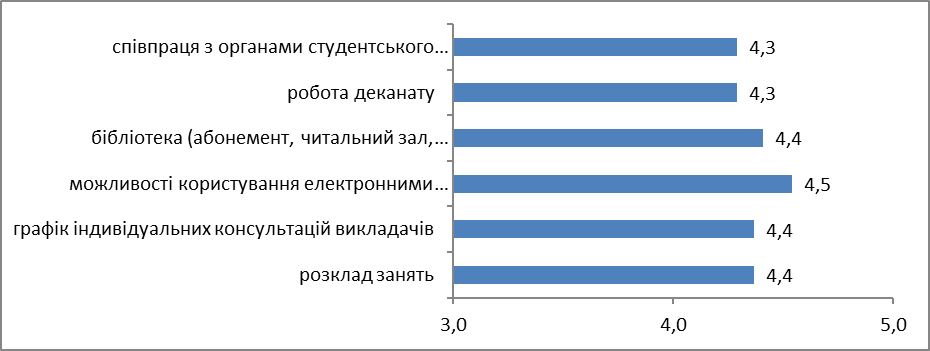 співпраця з органами студентського... 4,3
робота деканату 4,3
бібліотека (абонемент, читальний зал,... 4,4
можливості користування електронними... 4,5
графік індивідуальних консультацій викладачів 4,4
розклад занять 4,4
3,0 4,0 5,0